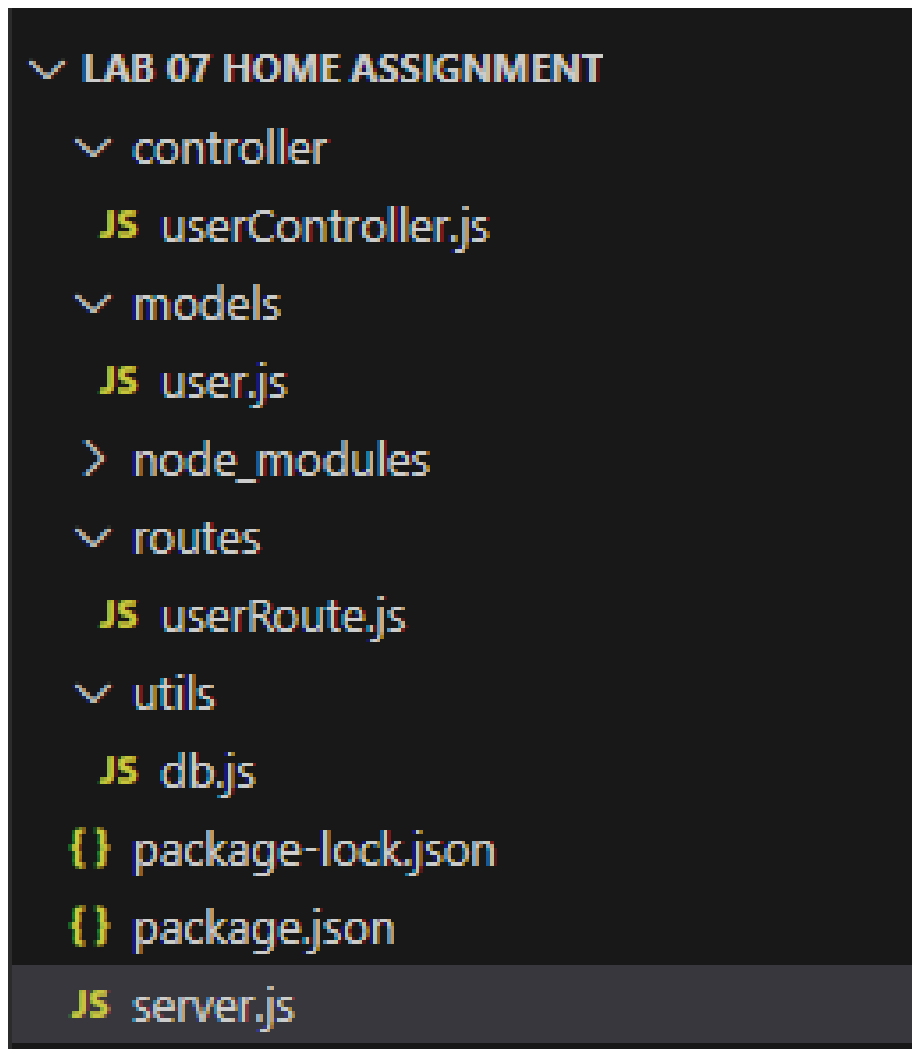 LAB 07 HOME ASSIGNMENT
controller
JS userController.js
models
JS user.js
node_modules
routes
JS userRoute.js
utils
JS db.js
{} package-lock.json
{} package.json
JS server.js